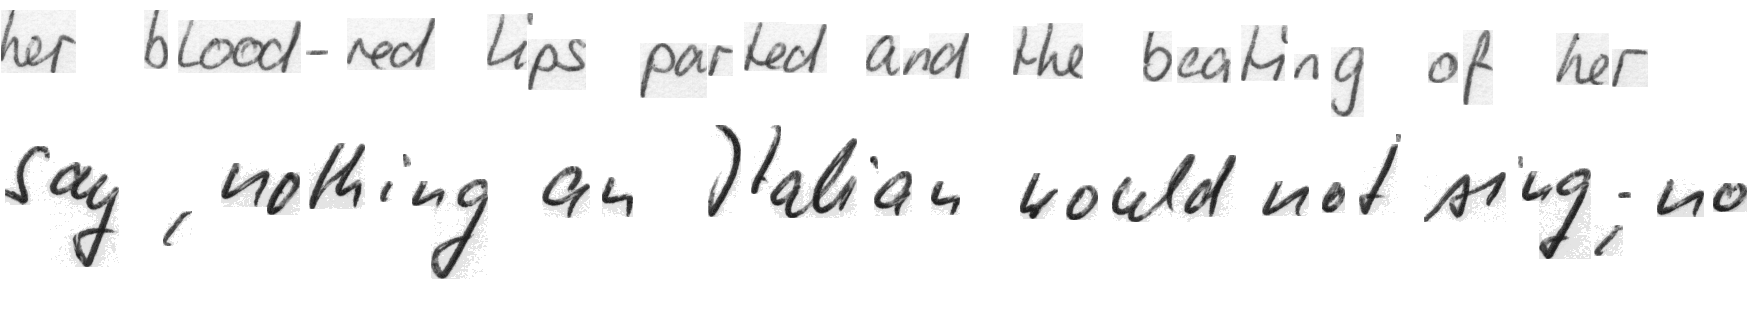 her blood-red lips parted and the beating of her
say, nothing an Italian would not sing; no